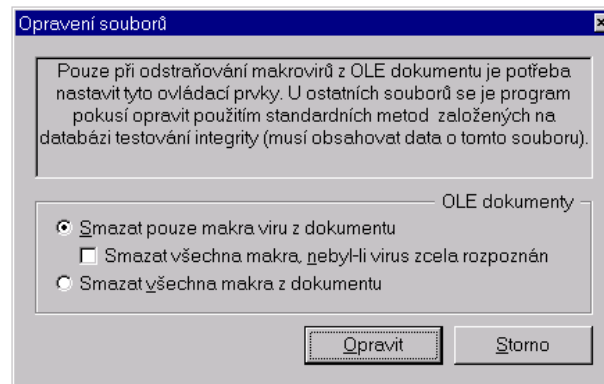 Opravení souborů
Pouze při odstraňování makrovirů z OLE dokumentu je potřeba
nastavit tyto ovládací prvky. U ostatních souborů se je program
pokusí opravit použitím standardních metod založených na
databázi testování integrity (musí obsahovat data o tomto souboru).
OLE dokumenty
Smazat pouze makra viru z dokumentu
Smazat všechna makra, nebyl-li virus zcela rozpoznán
Smazat všechna makra z dokumentu
Opravit
Storno